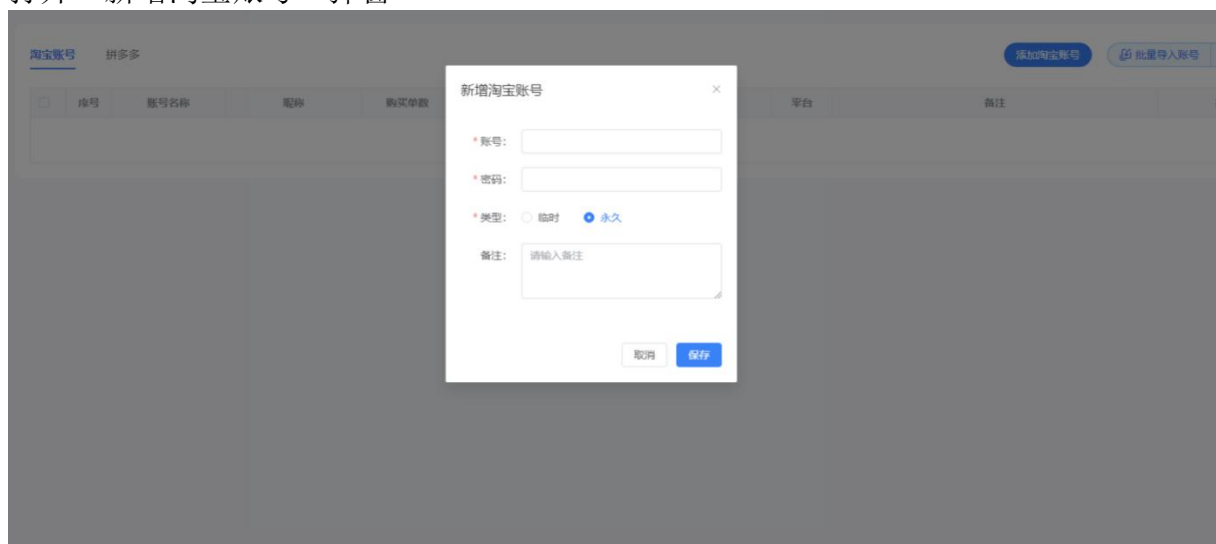 淘宝账号 拼多多 添加淘宝账号 批量导入账号
序号 账号名称 昵称 购买单数 平台 备注
新增淘宝账号 ×
*账号:
*密码:
*类型: 临时 永久
备注: 请输入备注
取消 保存